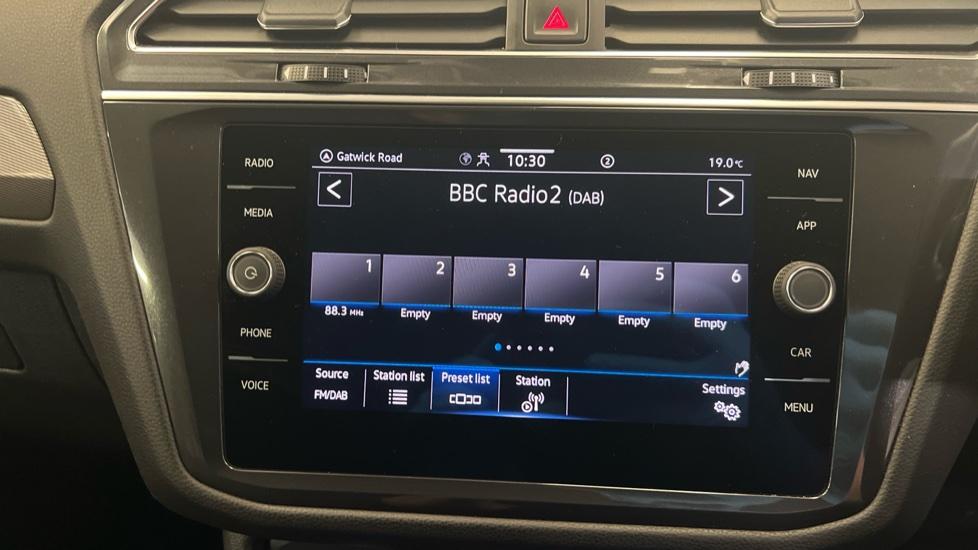 RADIO
MEDIA
PHONE
VOICE
Gatwick Road
10:30
2
19.0°C
BBC Radio2 (DAB)
1 2 3 4 5 6
88.3 MHz Empty Empty Empty Empty Empty
Source
FM/DAB
Station list
Preset list
Station
Settings
NAV
APP
CAR
MENU